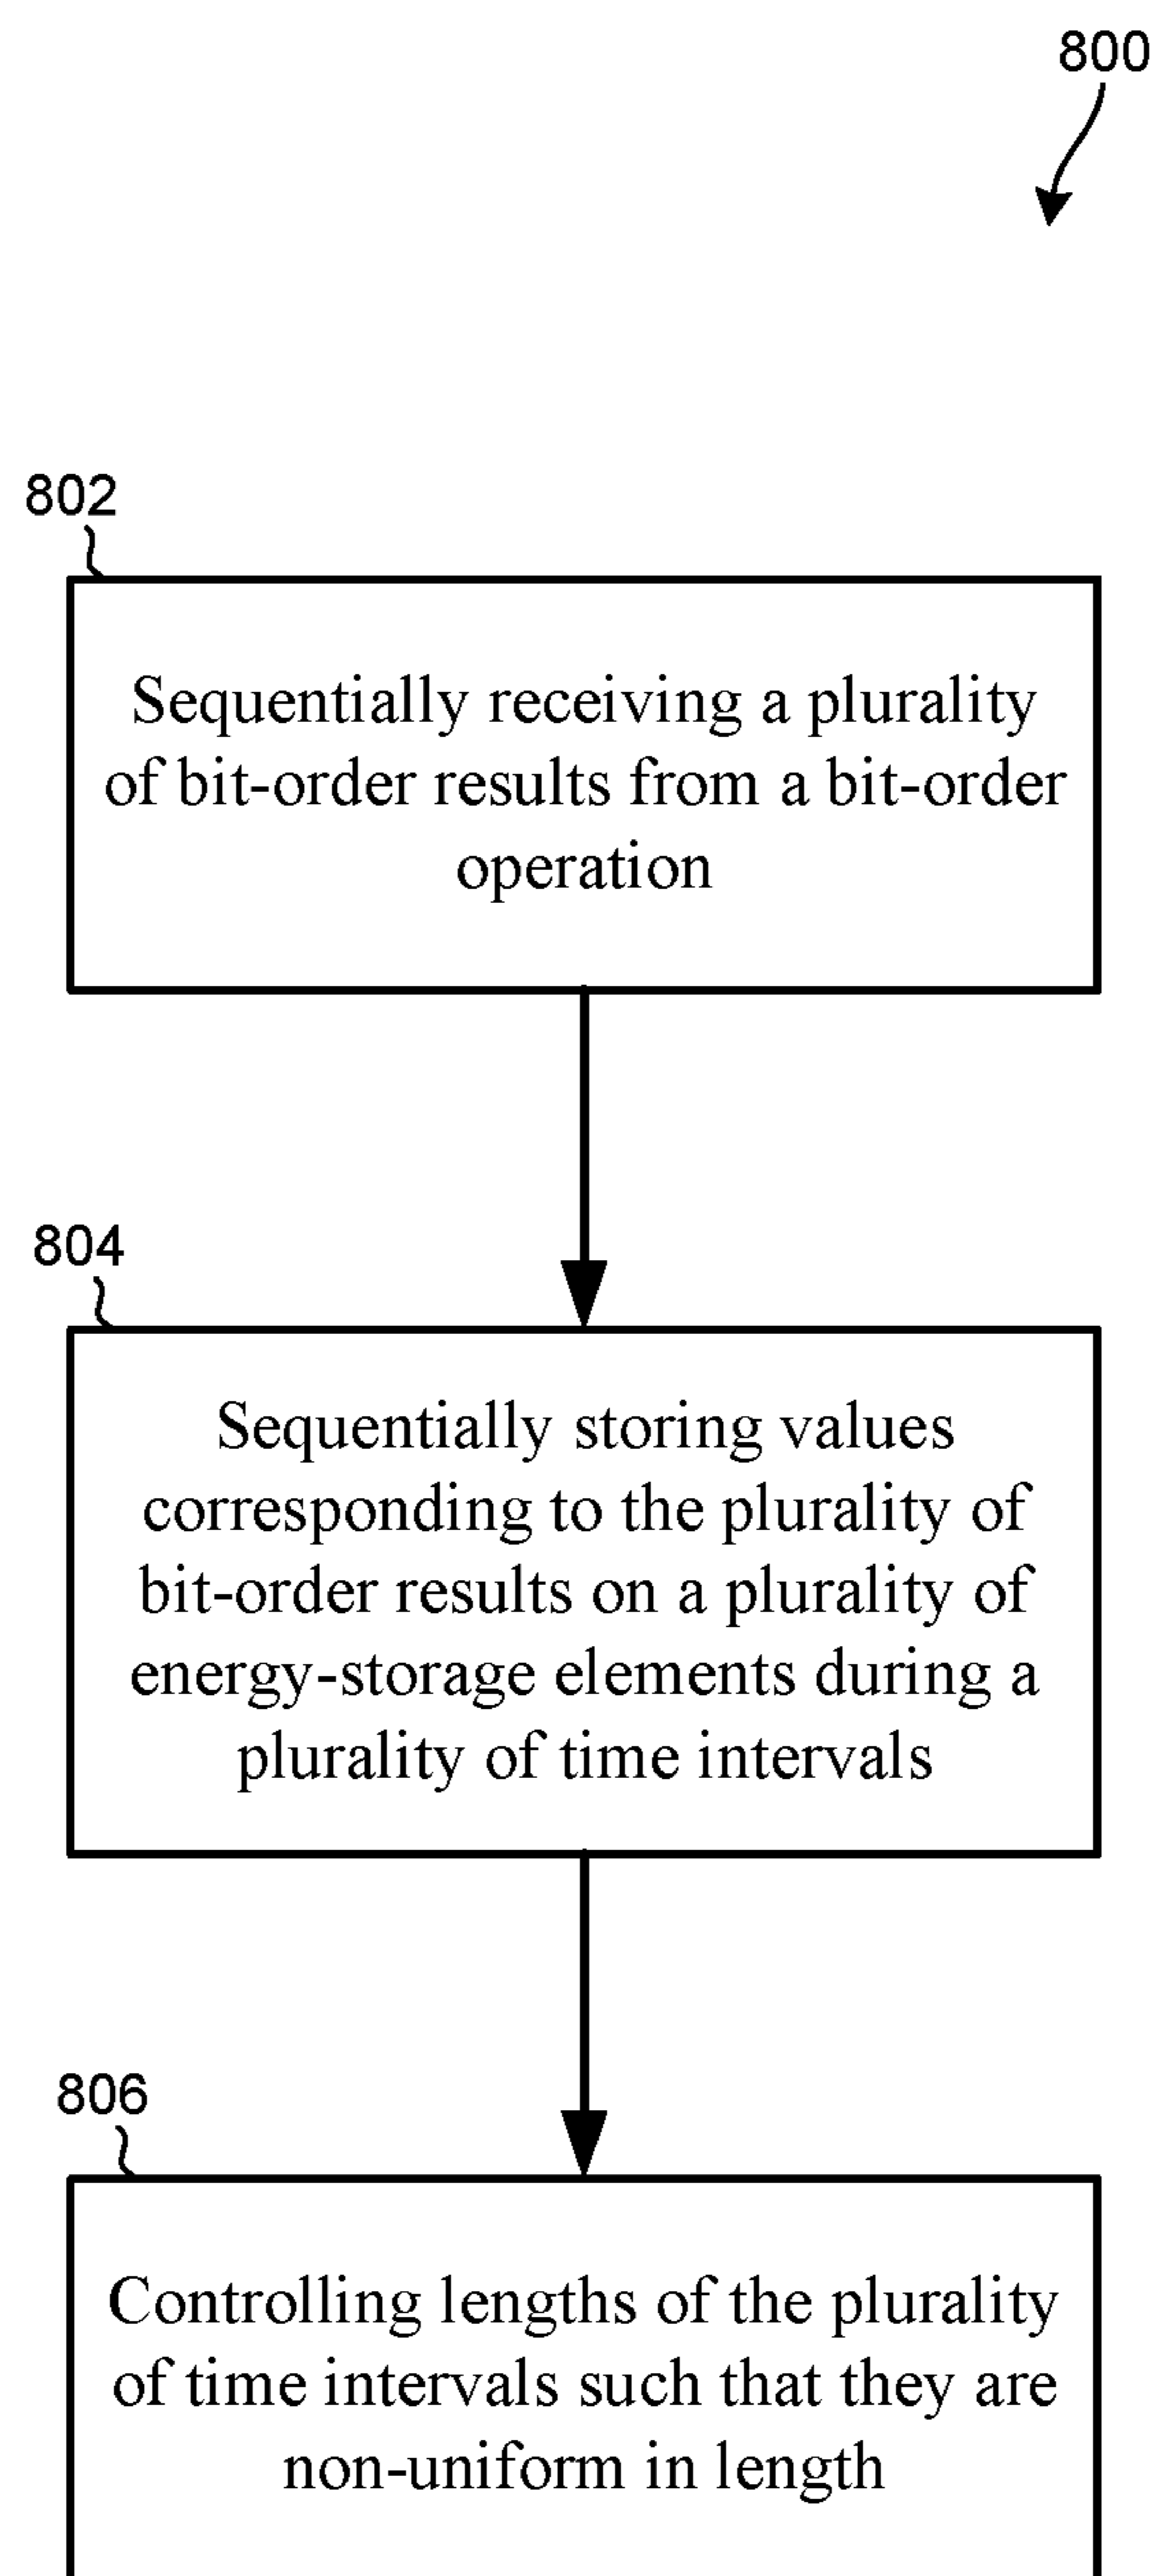 800
802
Sequentially receiving a plurality
of bit-order results from a bit-order
operation
804
Sequentially storing values
corresponding to the plurality of
bit-order results on a plurality of
energy-storage elements during a
plurality of time intervals
806
Controlling lengths of the plurality
of time intervals such that they are
non-uniform in length